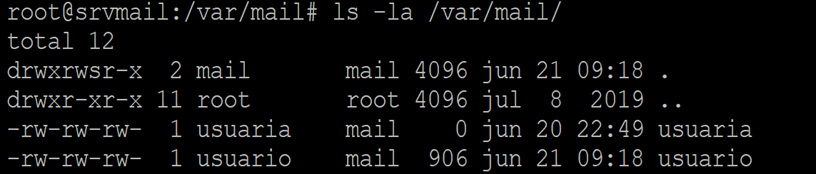 root@srvmail:/var/mail# ls -la /var/mail/
total 12
drwxrwsr-x 2 mail mail 4096 jun 21 09:18 .
drwxr-xr-x 11 root root 4096 jul 8 2019 ..
-rw-rw-rw- 1 usuaria mail 0 jun 20 22:49 usuaria
-rw-rw-rw- 1 usuario mail 906 jun 21 09:18 usuario